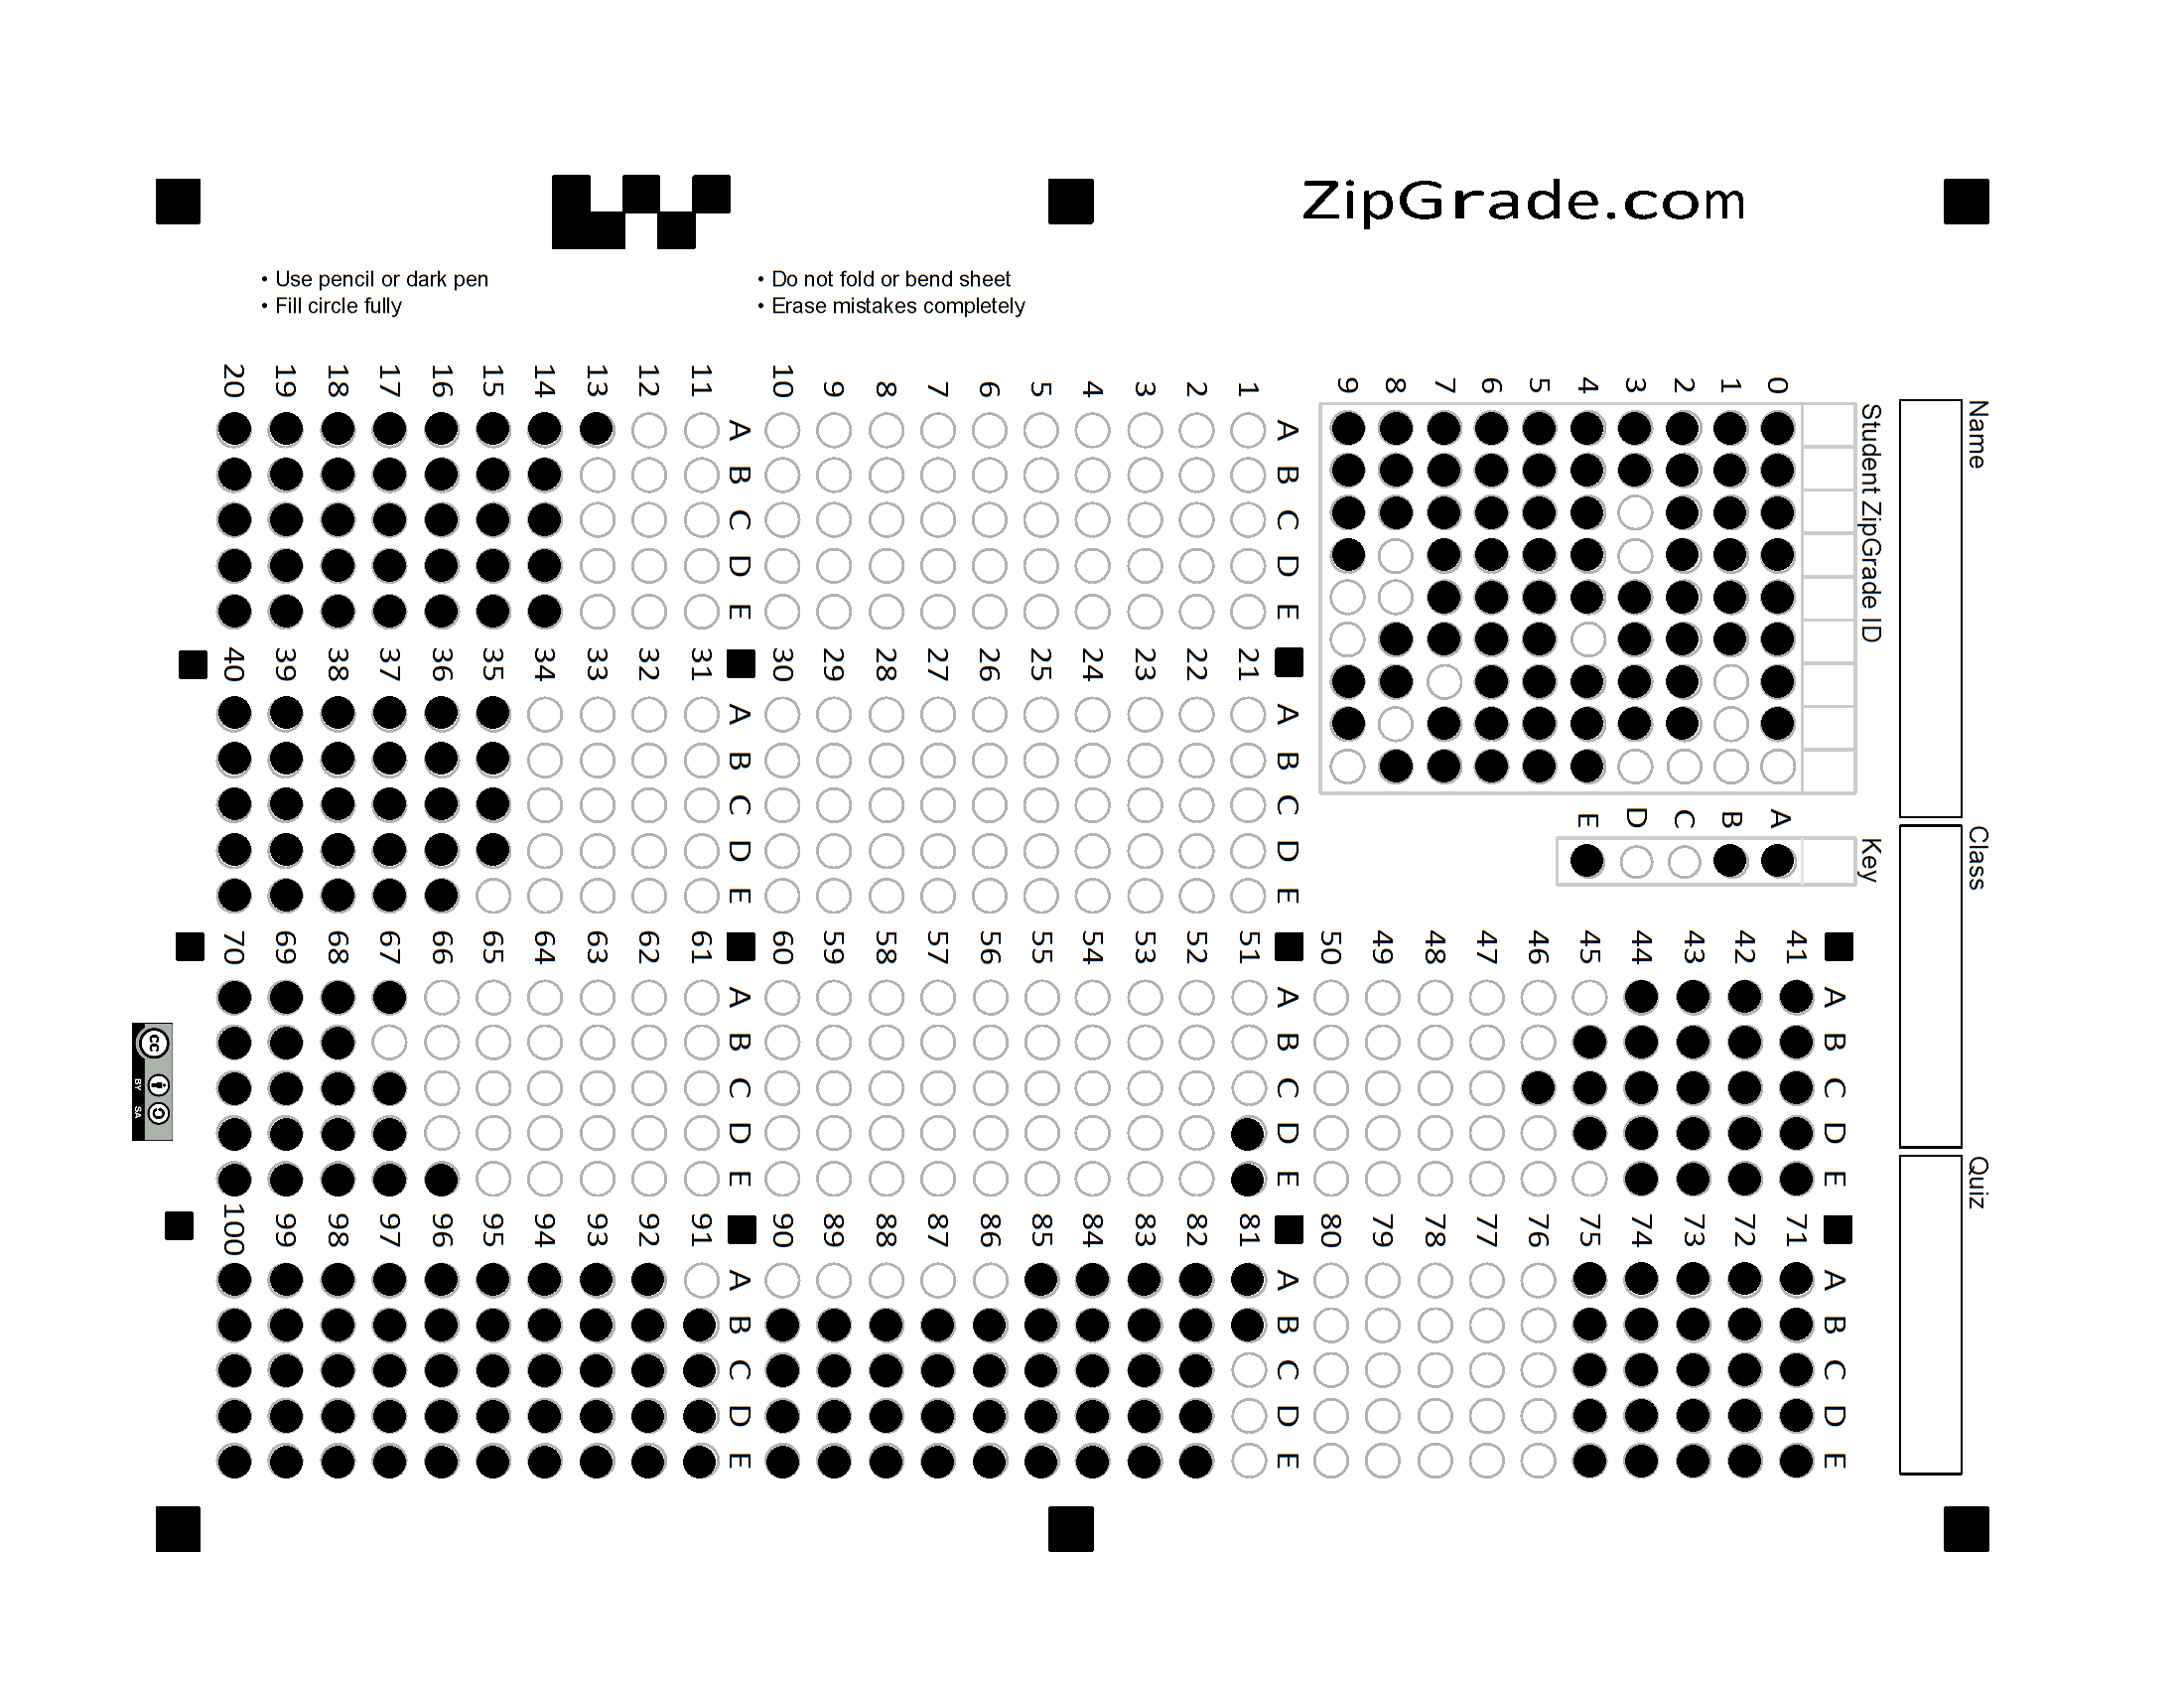 ZipGrade.com
• Use pencil or dark pen
• Fill circle fully
• Do not fold or bend sheet
• Erase mistakes completely
Name
Class
Quiz
Student ZipGrade ID
0 1 2 3 4 5 6 7 8 9
Key
A B C D E
1 2 3 4 5 6 7 8 9 10
A B C D E
11 12 13 14 15 16 17 18 19 20
A B C D E
21 22 23 24 25 26 27 28 29 30
A B C D E
31 32 33 34 35 36 37 38 39 40
A B C D E
41 42 43 44 45 46 47 48 49 50
A B C D E
51 52 53 54 55 56 57 58 59 60
A B C D E
61 62 63 64 65 66 67 68 69 70
A B C D E
71 72 73 74 75 76 77 78 79 80
A B C D E
81 82 83 84 85 86 87 88 89 90
A B C D E
91 92 93 94 95 96 97 98 99 100
A B C D E
cc BY SA